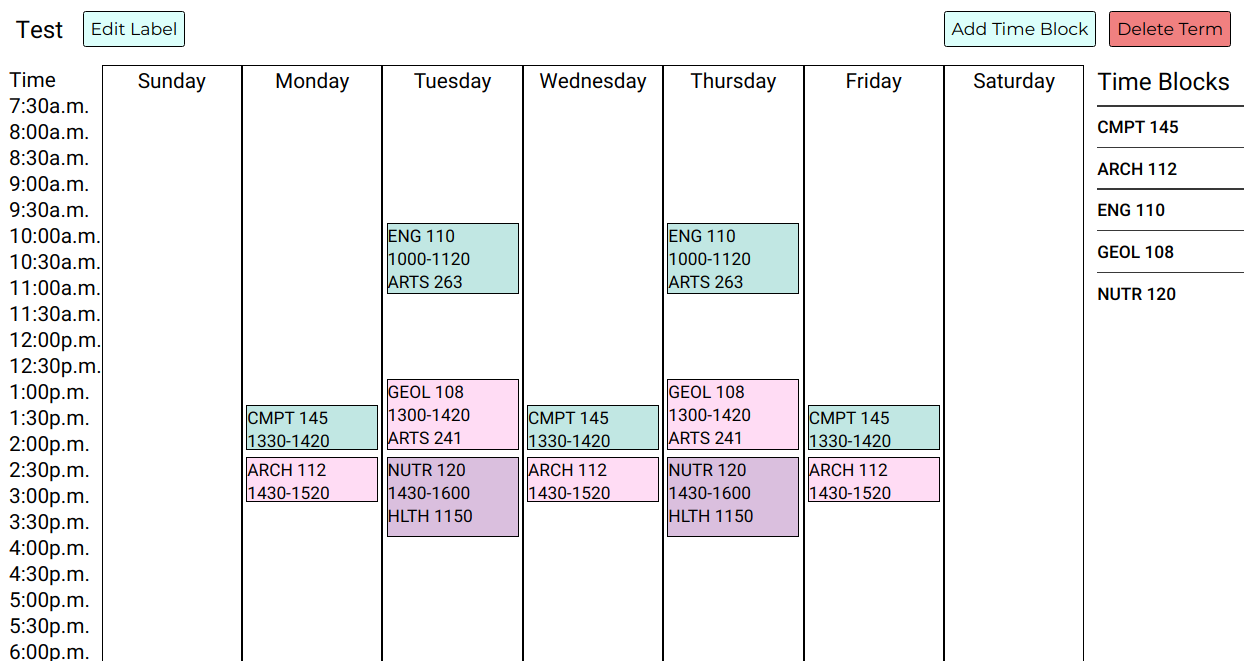 Test Edit Label Add Time Block Delete Term
Time Sunday Monday Tuesday Wednesday Thursday Friday Saturday
7:30a.m.
8:00a.m.
8:30a.m.
9:00a.m.
9:30a.m.
10:00a.m.
10:30a.m.
11:00a.m.
11:30a.m.
12:00p.m.
12:30p.m.
1:00p.m.
1:30p.m.
2:00p.m.
2:30p.m.
3:00p.m.
3:30p.m.
4:00p.m.
4:30p.m.
5:00p.m.
5:30p.m.
6:00p.m.
CMPT 145
1330-1420
ARCH 112
1430-1520
ENG 110
1000-1120
ARTS 263
GEOL 108
1300-1420
ARTS 241
NUTR 120
1430-1600
HLTH 1150
CMPT 145
1330-1420
ARCH 112
1430-1520
ENG 110
1000-1120
ARTS 263
GEOL 108
1300-1420
ARTS 241
NUTR 120
1430-1600
HLTH 1150
CMPT 145
1330-1420
ARCH 112
1430-1520
Time Blocks
CMPT 145
ARCH 112
ENG 110
GEOL 108
NUTR 120